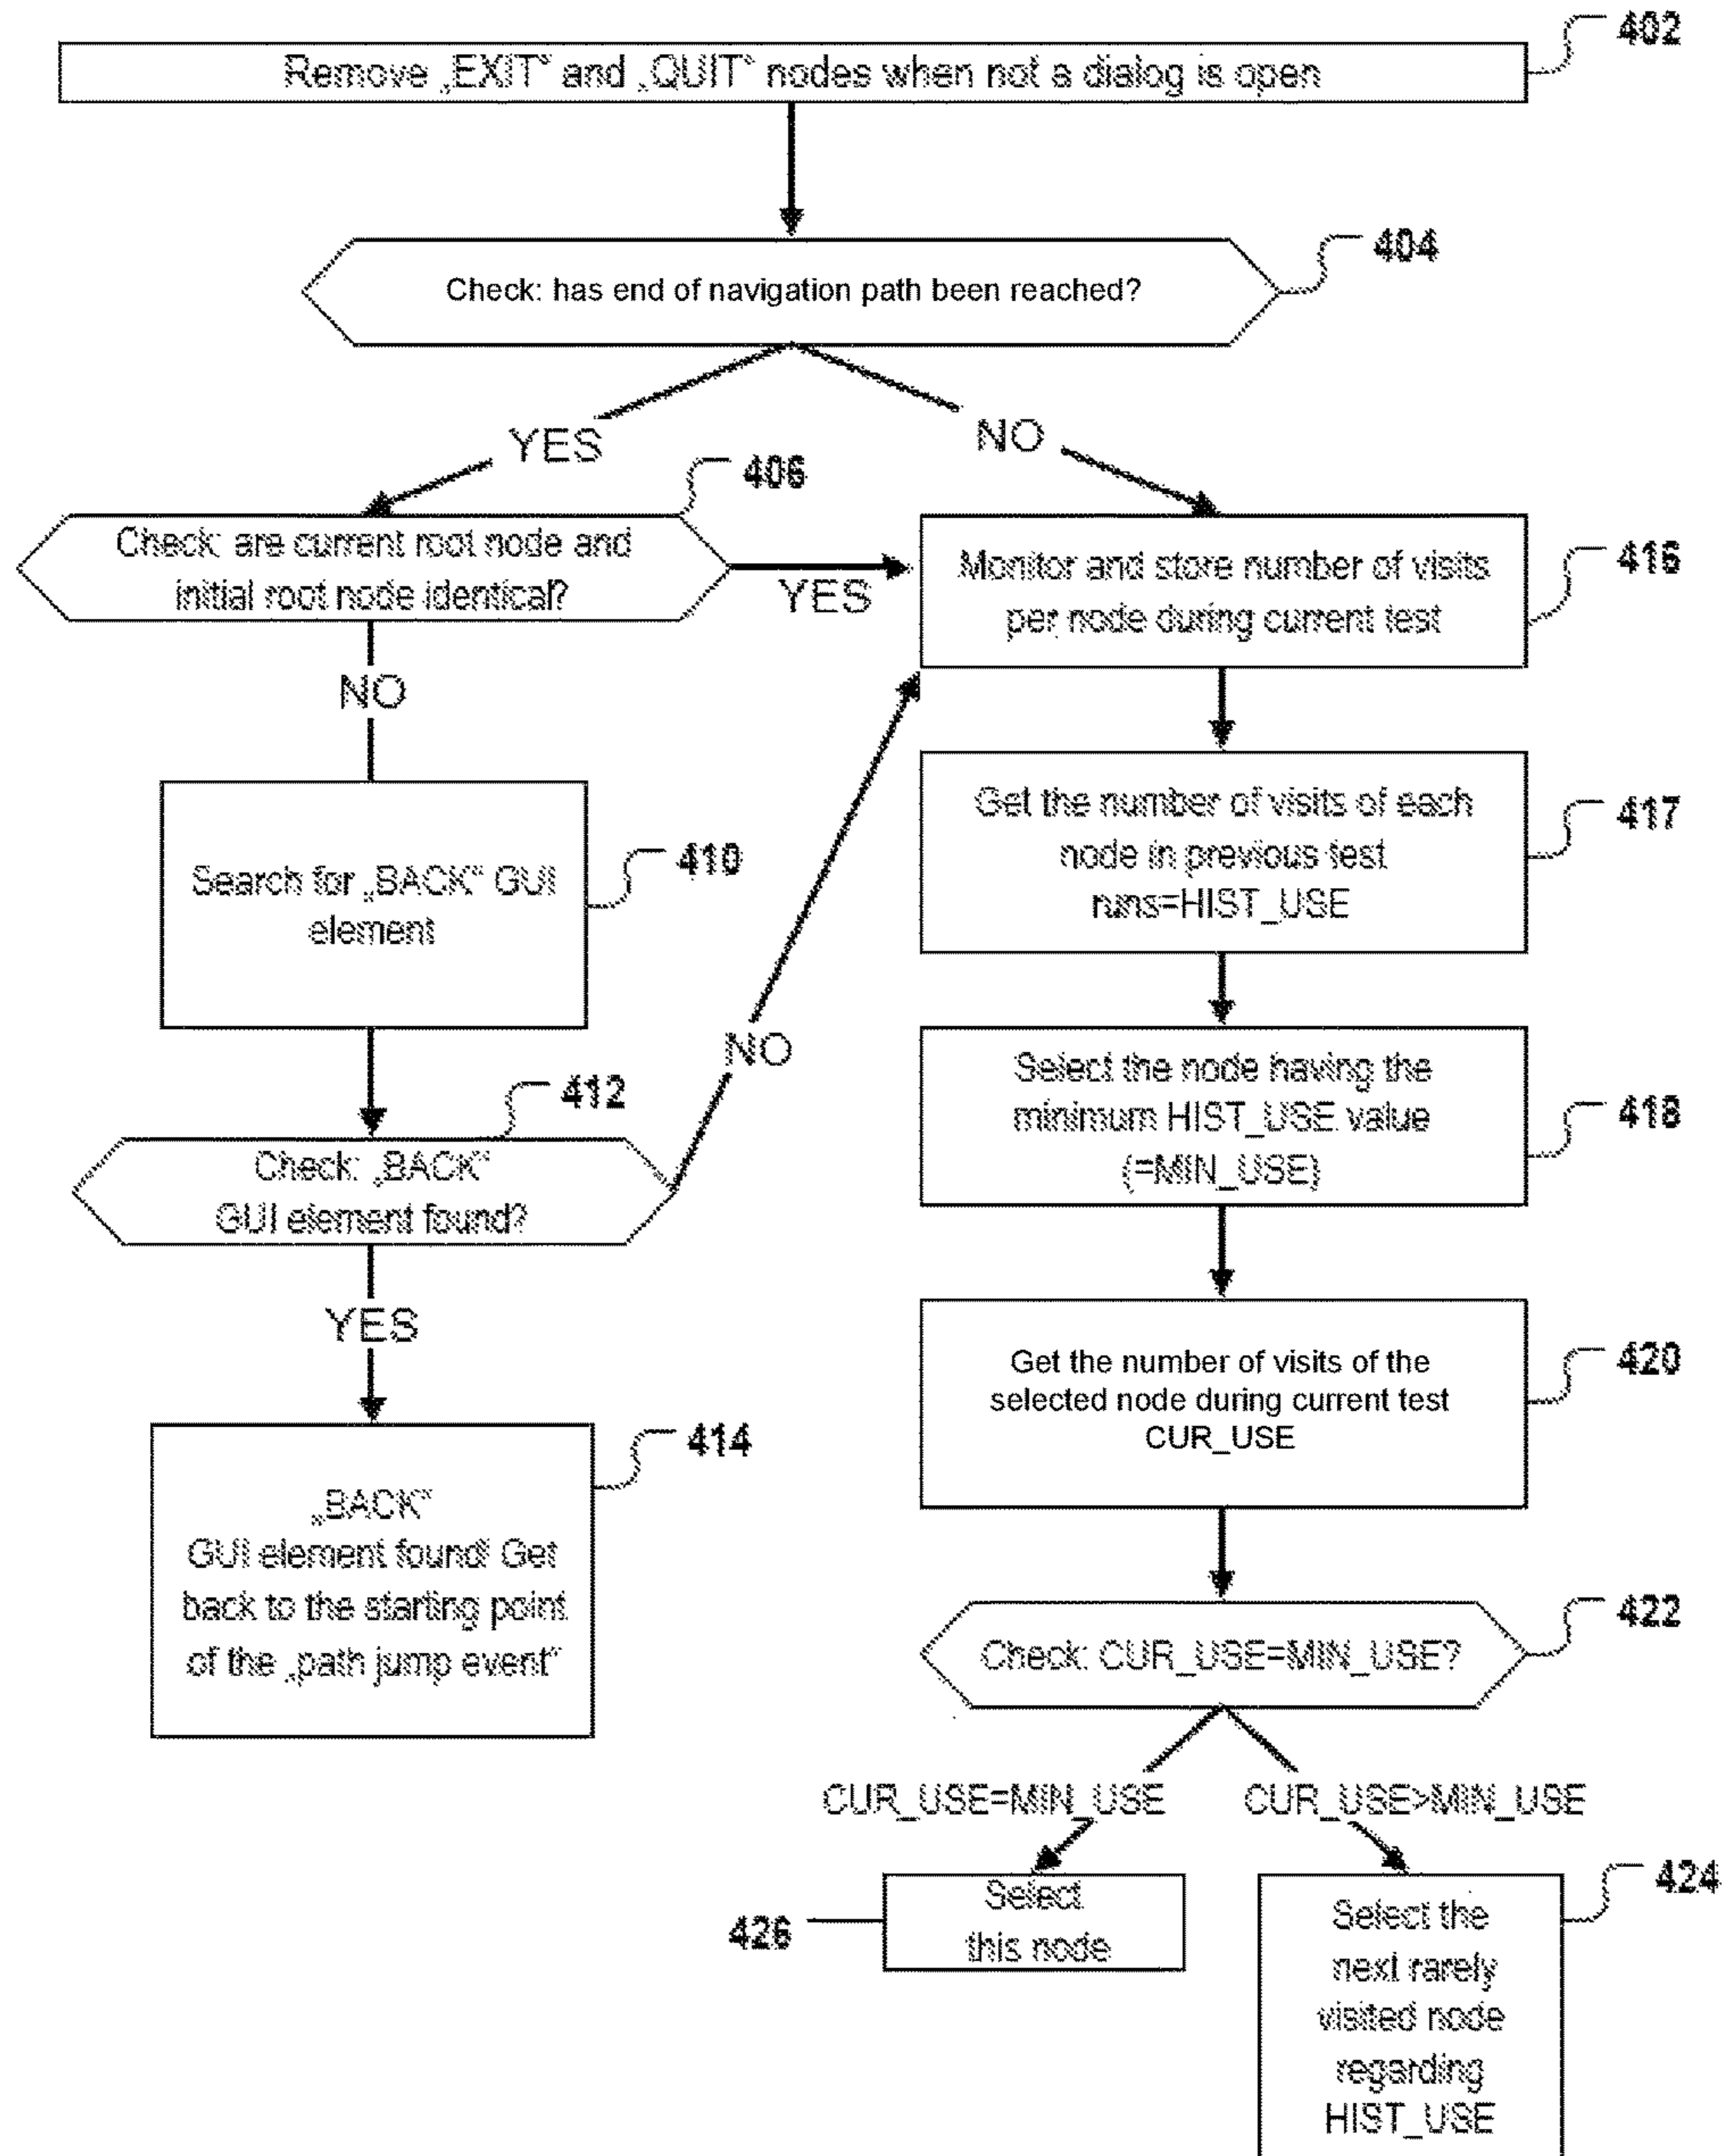 402
Remove „EXIT“ and „QUIT“ nodes when not a dialog is open
404
Check: has end of navigation path been reached?
YES
NO
406
Check: are current root node and
initial root node identical?
YES
NO
416
Monitor and store number of visits
per node during current test
417
Get the number of visits of each
node in previous test
runs=HIST_USE
410
Search for „BACK“ GUI
element
NO
418
Select the node having the
minimum HIST_USE value
(=MIN_USE)
412
Check: „BACK“
GUI element found?
YES
420
Get the number of visits of the
selected node during current test
CUR_USE
414
„BACK“
GUI element found! Get
back to the starting point
of the „path jump event“
422
Check: CUR_USE=MIN_USE?
CUR_USE=MIN_USE
CUR_USE>MIN_USE
426
Select
this node
424
Select the
next rarely
visited node
regarding
HIST_USE